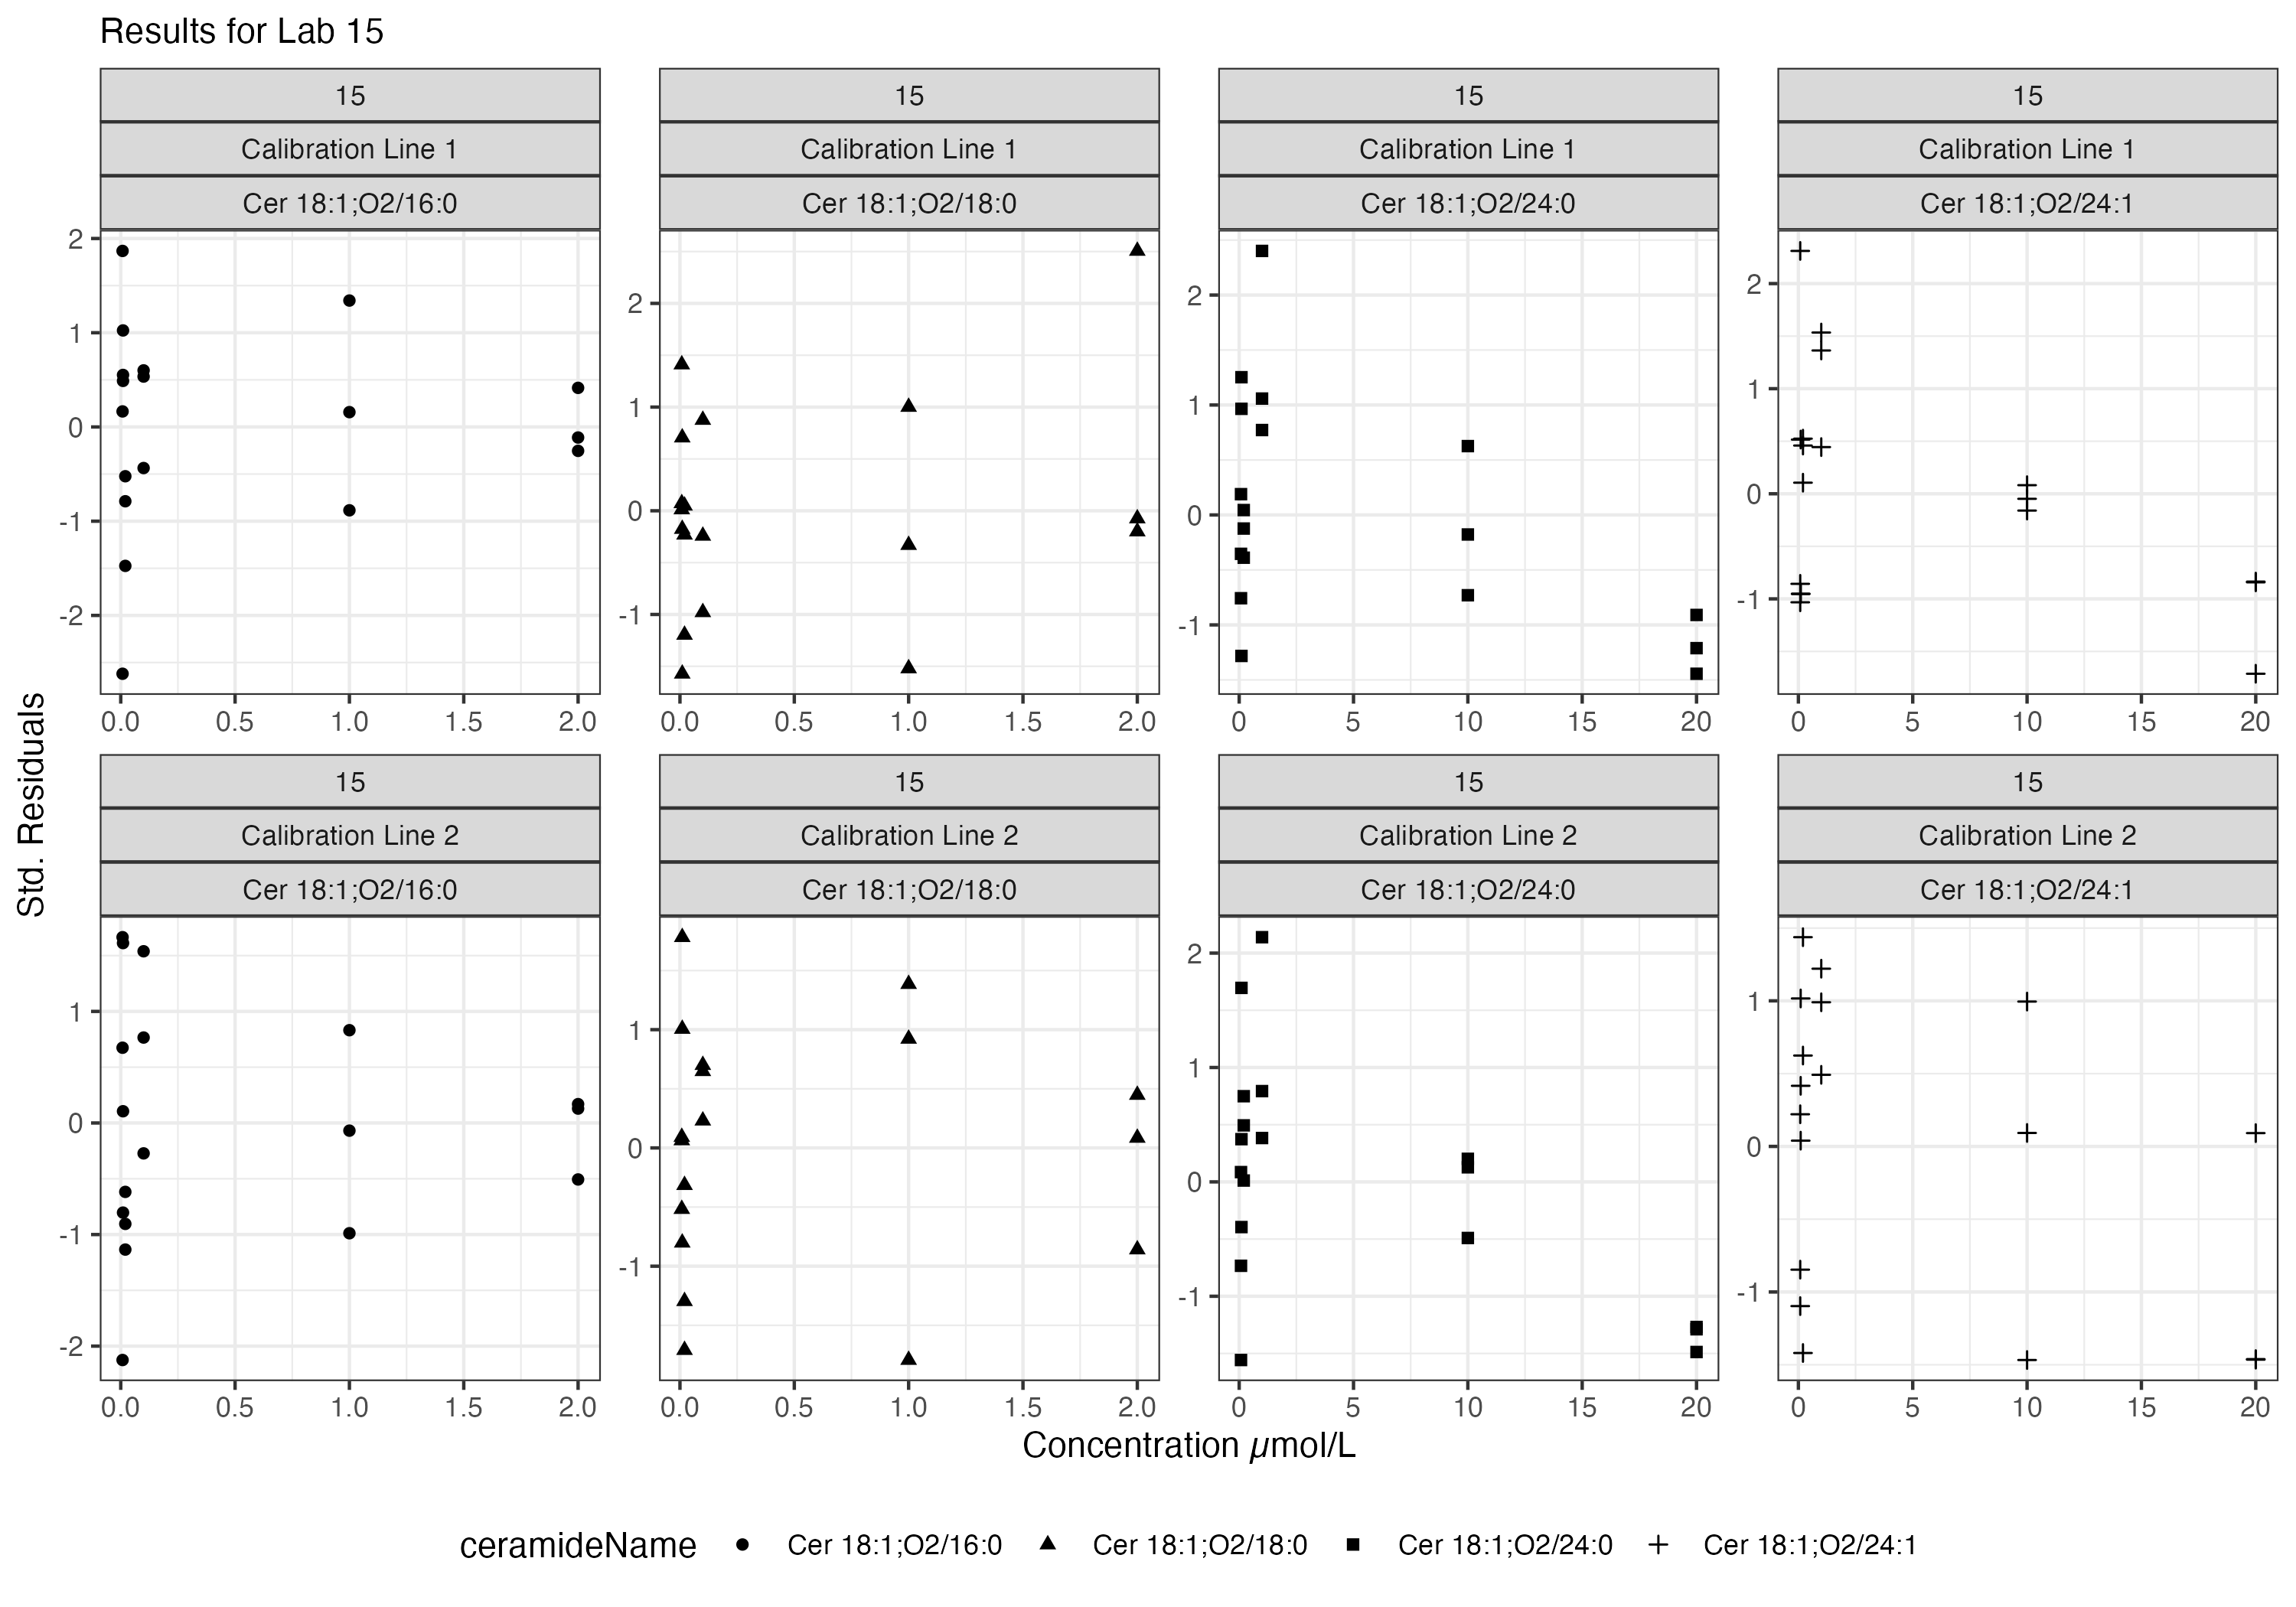 Results for Lab 15
15 15 15 15
Calibration Line 1 Calibration Line 1 Calibration Line 1 Calibration Line 1
Cer 18:1;O2/16:0 Cer 18:1;O2/18:0 Cer 18:1;O2/24:0 Cer 18:1;O2/24:1
2
1
0
-1
-2
2
1
0
-1
2
1
0
-1
2
1
0
-1
0.0 0.5 1.0 1.5 2.0 0.0 0.5 1.0 1.5 2.0 0 5 10 15 20 0 5 10 15 20
Std. Residuals
15 15 15 15
Calibration Line 2 Calibration Line 2 Calibration Line 2 Calibration Line 2
Cer 18:1;O2/16:0 Cer 18:1;O2/18:0 Cer 18:1;O2/24:0 Cer 18:1;O2/24:1
1
0
-1
-2
1
0
-1
2
1
0
-1
1
0
-1
0.0 0.5 1.0 1.5 2.0 0.0 0.5 1.0 1.5 2.0 0 5 10 15 20 0 5 10 15 20
Concentration µmol/L
ceramideName Cer 18:1;O2/16:0 Cer 18:1;O2/18:0 Cer 18:1;O2/24:0 Cer 18:1;O2/24:1